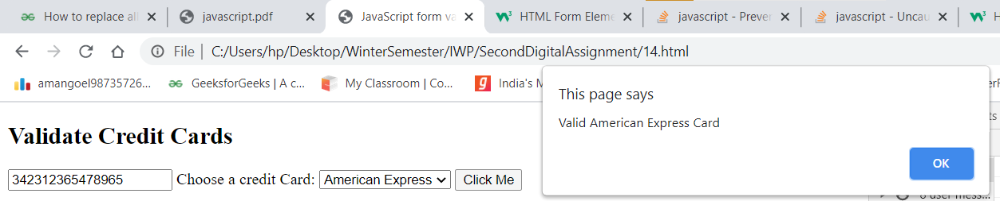 How to replace all
javascript.pdf
JavaScript form va
HTML Form Eleme
javascript - Preven
javascript - Uncau
H
File | C:/Users/hp/Desktop/WinterSemester/IWP/SecondDigitalAssignment/14.html
amangoel98735726...
GeeksforGeeks | A c...
My Classroom | Co...
India's M
This page says
Valid American Express Card
OK
Validate Credit Cards
342312365478965 Choose a credit Card: American Express Click Me